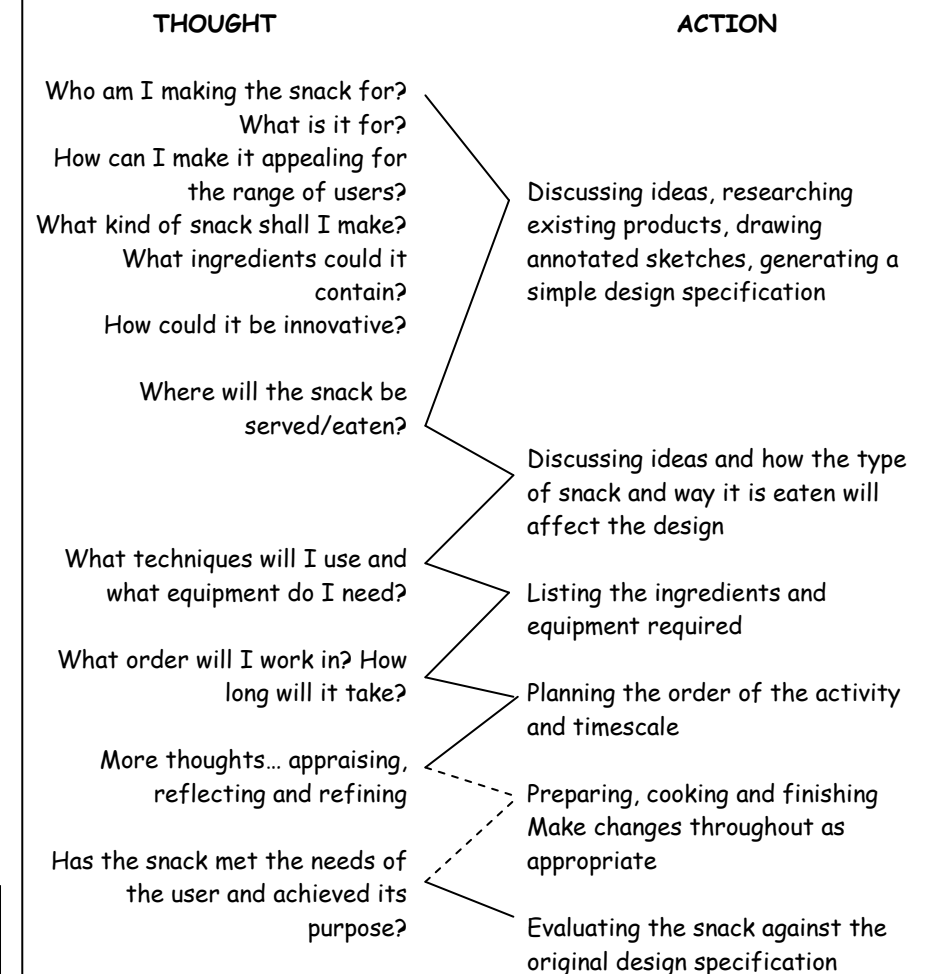 THOUGHT
ACTION
Who am I making the snack for?
What is it for?
How can I make it appealing for
the range of users?
What kind of snack shall I make?
What ingredients could it
contain?
How could it be innovative?
Discussing ideas, researching
existing products, drawing
annotated sketches, generating a
simple design specification
Where will the snack be
served/eaten?
Discussing ideas and how the type
of snack and way it is eaten will
affect the design
What techniques will I use and
what equipment do I need?
Listing the ingredients and
equipment required
What order will I work in? How
long will it take?
Planning the order of the activity
and timescale
More thoughts… appraising,
reflecting and refining
Preparing, cooking and finishing
Make changes throughout as
appropriate
Has the snack met the needs of
the user and achieved its
purpose?
Evaluating the snack against the
original design specification